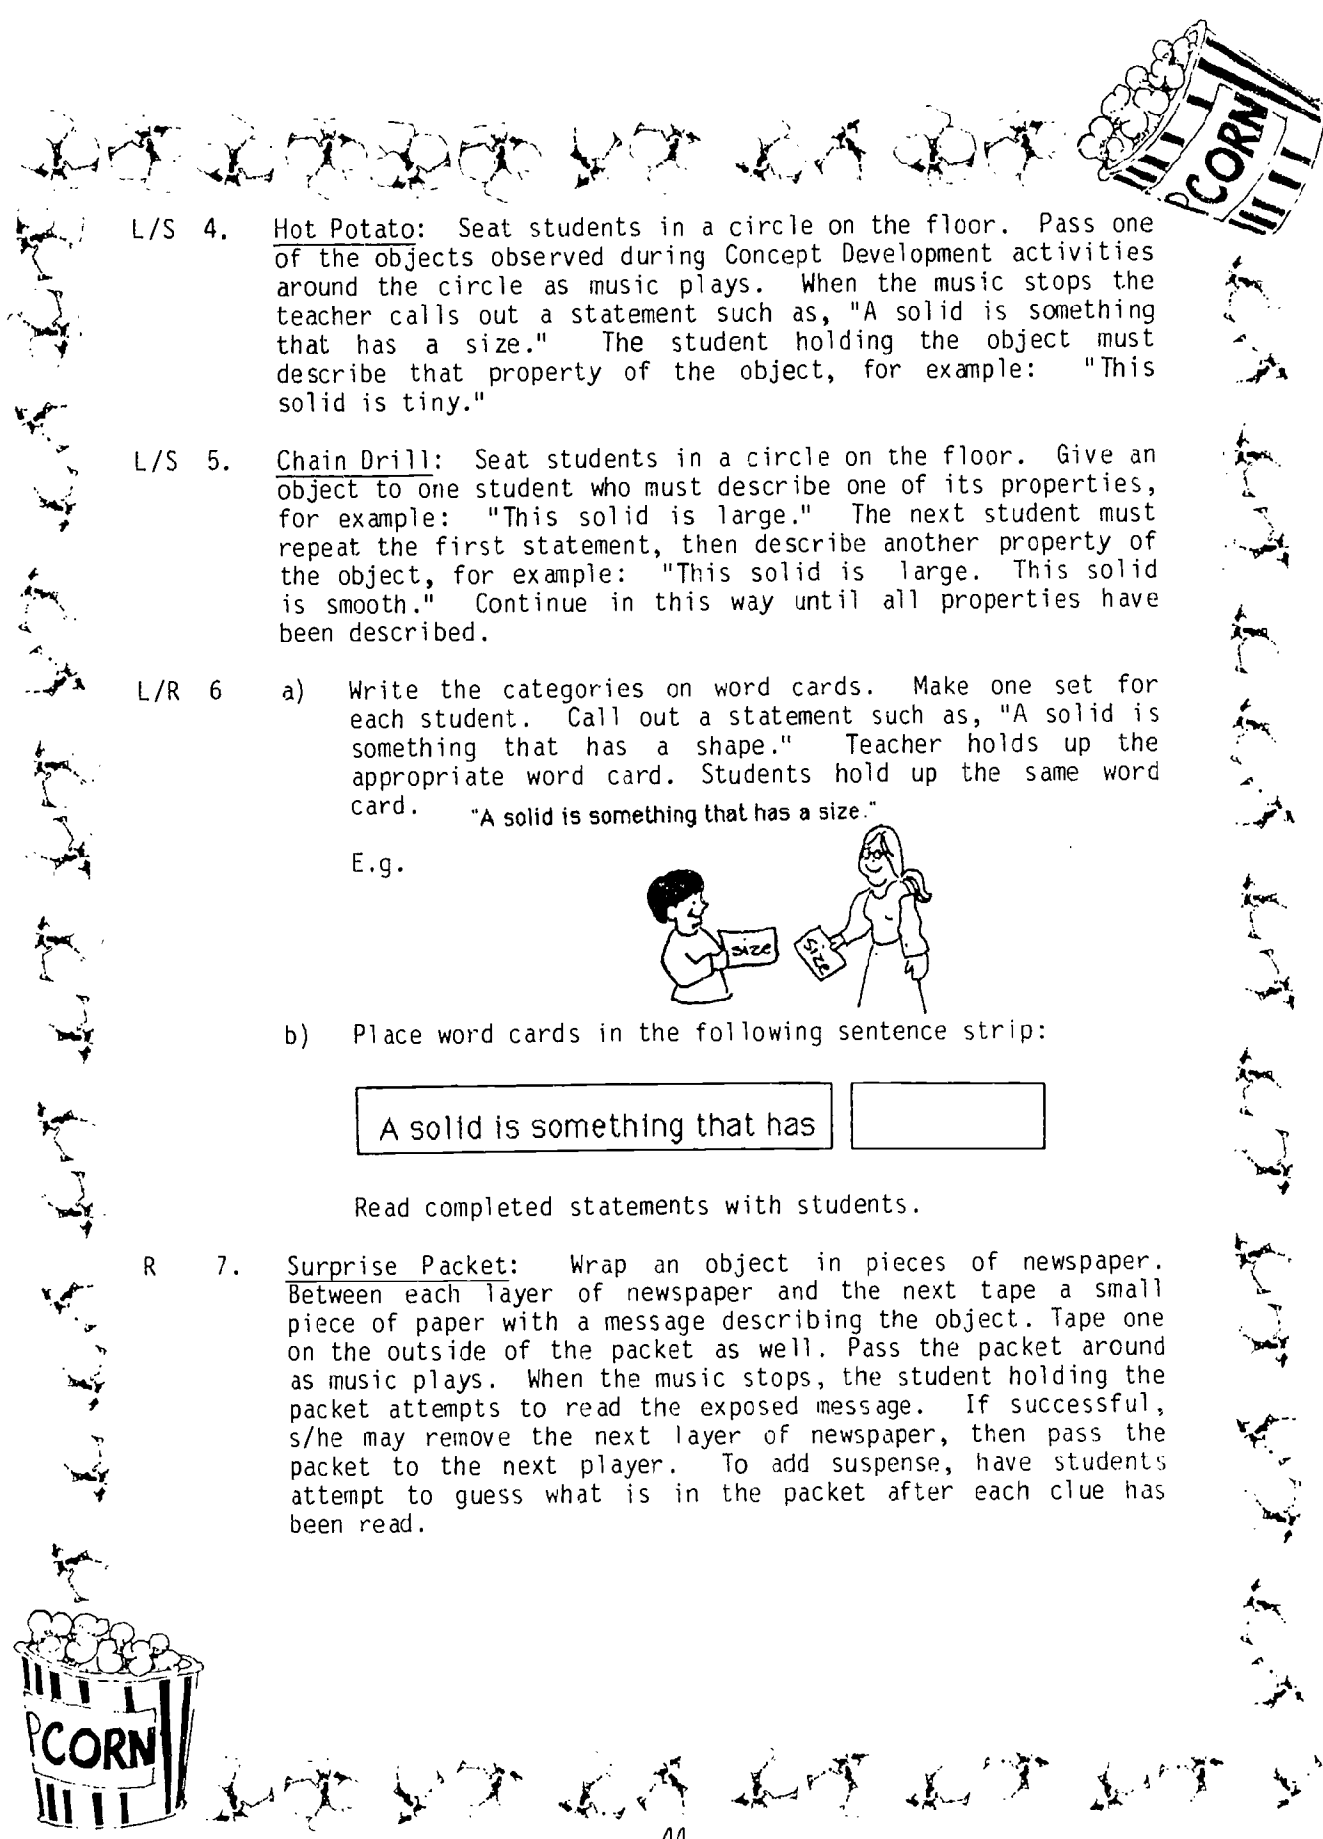 PCORN
L/S 4. Hot Potato: Seat students in a circle on the floor. Pass one
of the objects observed during Concept Development activities
around the circle as music plays. When the music stops the
teacher calls out a statement such as, "A solid is something
that has a size." The student holding the object must
describe that property of the object, for example: "This
solid is tiny."
L/S 5. Chain Drill: Seat students in a circle on the floor. Give an
object to one student who must describe one of its properties,
for example: "This solid is large." The next student must
repeat the first statement, then describe another property of
the object, for example: "This solid is large. This solid
is smooth." Continue in this way until all properties have
been described.
L/R 6 a) Write the categories on word cards. Make one set for
each student. Call out a statement such as, "A solid is
something that has a shape." Teacher holds up the
appropriate word card. Students hold up the same word
card.
"A solid is something that has a size."
E.g.
size
size
b) Place word cards in the following sentence strip:
A solid is something that has
Read completed statements with students.
R 7. Surprise Packet: Wrap an object in pieces of newspaper.
Between each layer of newspaper and the next tape a small
piece of paper with a message describing the object. Tape one
on the outside of the packet as well. Pass the packet around
as music plays. When the music stops, the student holding the
packet attempts to read the exposed message. If successful,
s/he may remove the next layer of newspaper, then pass the
packet to the next player. To add suspense, have students
attempt to guess what is in the packet after each clue has
been read.
PCORN